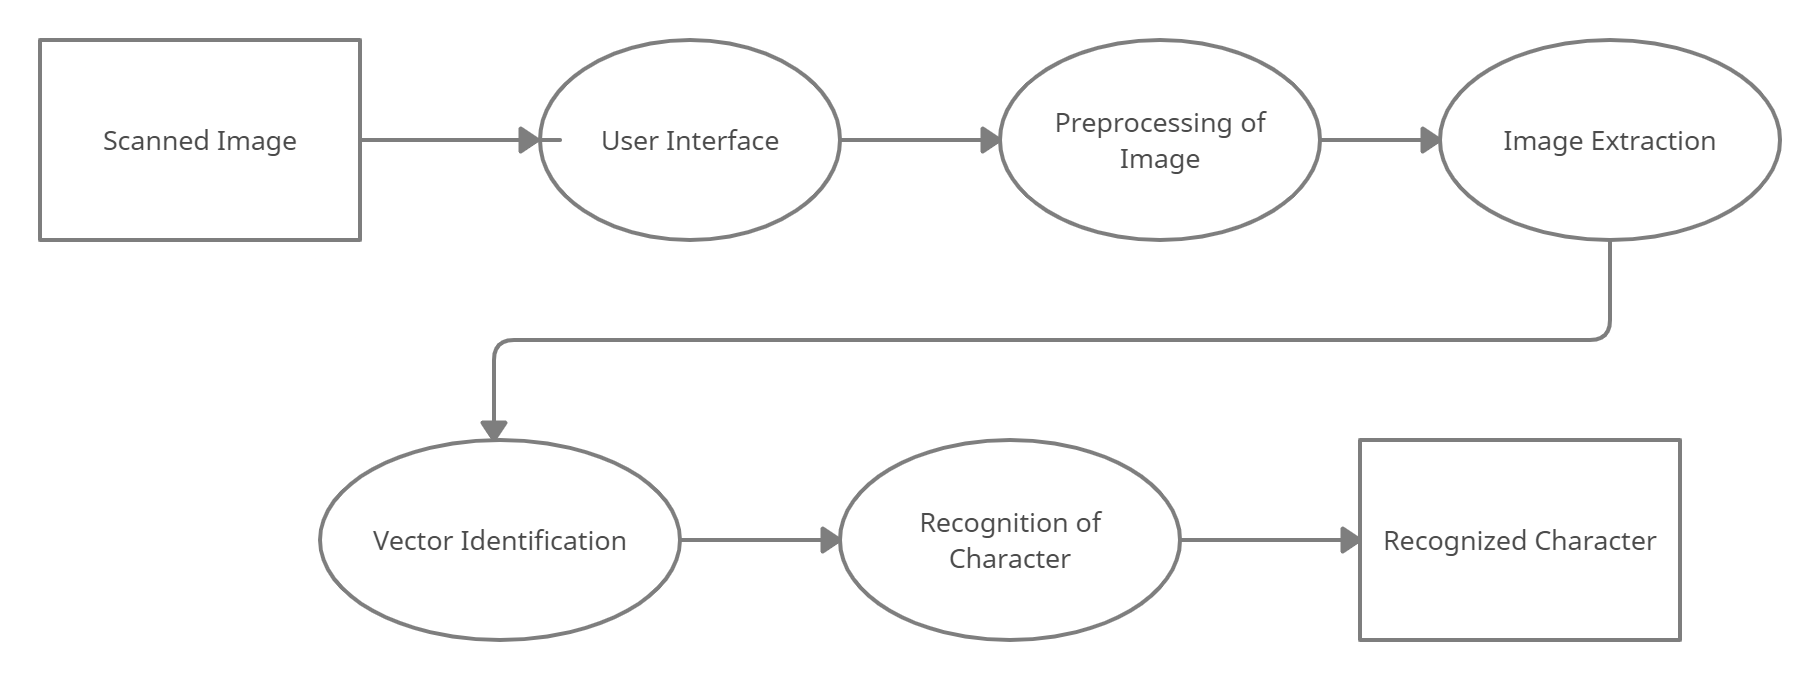 Scanned Image
User Interface
Preprocessing of
Image
Image Extraction
Vector Identification
Recognition of
Character
Recognized Character